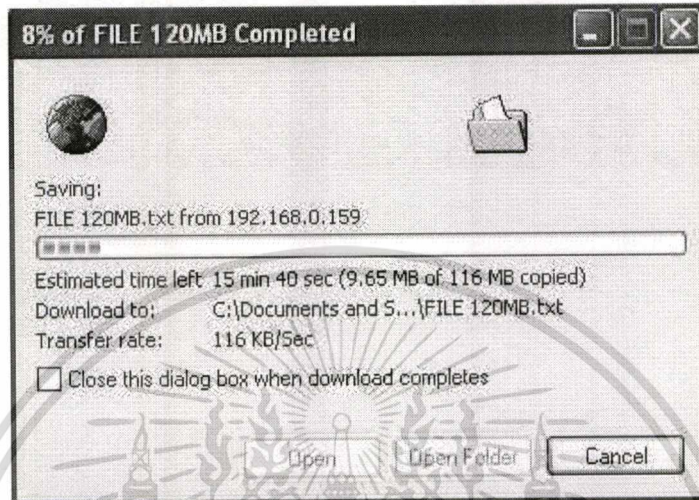 8% of FILE 120MB Completed
Saving:
FILE 120MB.txt from 192.168.0.159
Estimated time left 15 min 40 sec (9.65 MB of 116 MB copied)
Download to: C:\Documents and S...\FILE 120MB.txt
Transfer rate: 116 KB/Sec
Close this dialog box when download completes
Open Open Folder Cancel